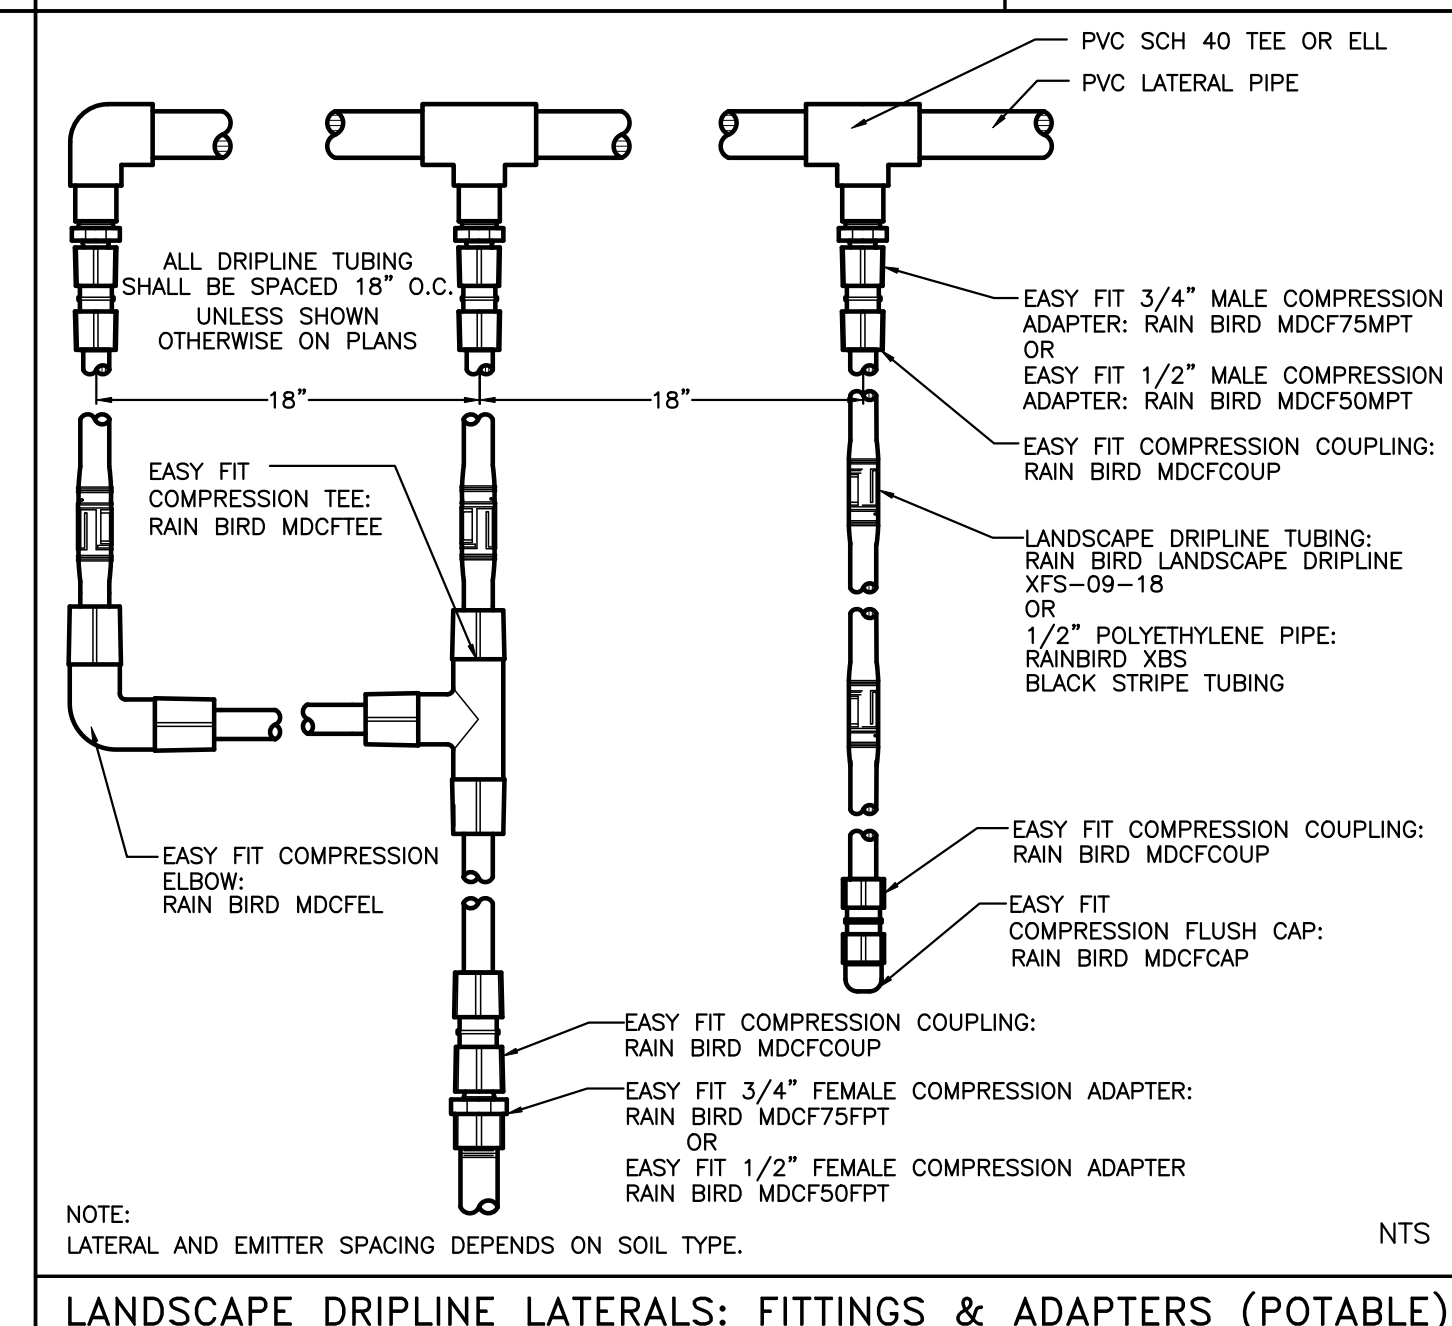 PVC SCH 40 TEE OR ELL
PVC LATERAL PIPE
ALL DRIPLINE TUBING
SHALL BE SPACED 18” O.C.
UNLESS SHOWN
OTHERWISE ON PLANS
EASY FIT 3/4” MALE COMPRESSION
ADAPTER: RAIN BIRD MDCF75MPT
OR
EASY FIT 1/2” MALE COMPRESSION
ADAPTER: RAIN BIRD MDCF50MPT
18”
18”
EASY FIT COMPRESSION COUPLING:
RAIN BIRD MDCFCOUP
EASY FIT
COMPRESSION TEE:
RAIN BIRD MDCFTEE
LANDSCAPE DRIPLINE TUBING:
RAIN BIRD LANDSCAPE DRIPLINE
XFS-09-18
OR
1/2” POLYETHYLENE PIPE:
RAINBIRD XBS
BLACK STRIPE TUBING
EASY FIT COMPRESSION COUPLING:
RAIN BIRD MDCFCOUP
EASY FIT COMPRESSION
ELBOW:
RAIN BIRD MDCFEL
EASY FIT
COMPRESSION FLUSH CAP:
RAIN BIRD MDCFCAP
EASY FIT COMPRESSION COUPLING:
RAIN BIRD MDCFCOUP
EASY FIT 3/4” FEMALE COMPRESSION ADAPTER:
RAIN BIRD MDCF75FPT
OR
EASY FIT 1/2” FEMALE COMPRESSION ADAPTER
RAIN BIRD MDCF50FPT
NOTE:
LATERAL AND EMITTER SPACING DEPENDS ON SOIL TYPE.
NTS
LANDSCAPE DRIPLINE LATERALS: FITTINGS & ADAPTERS (POTABLE)